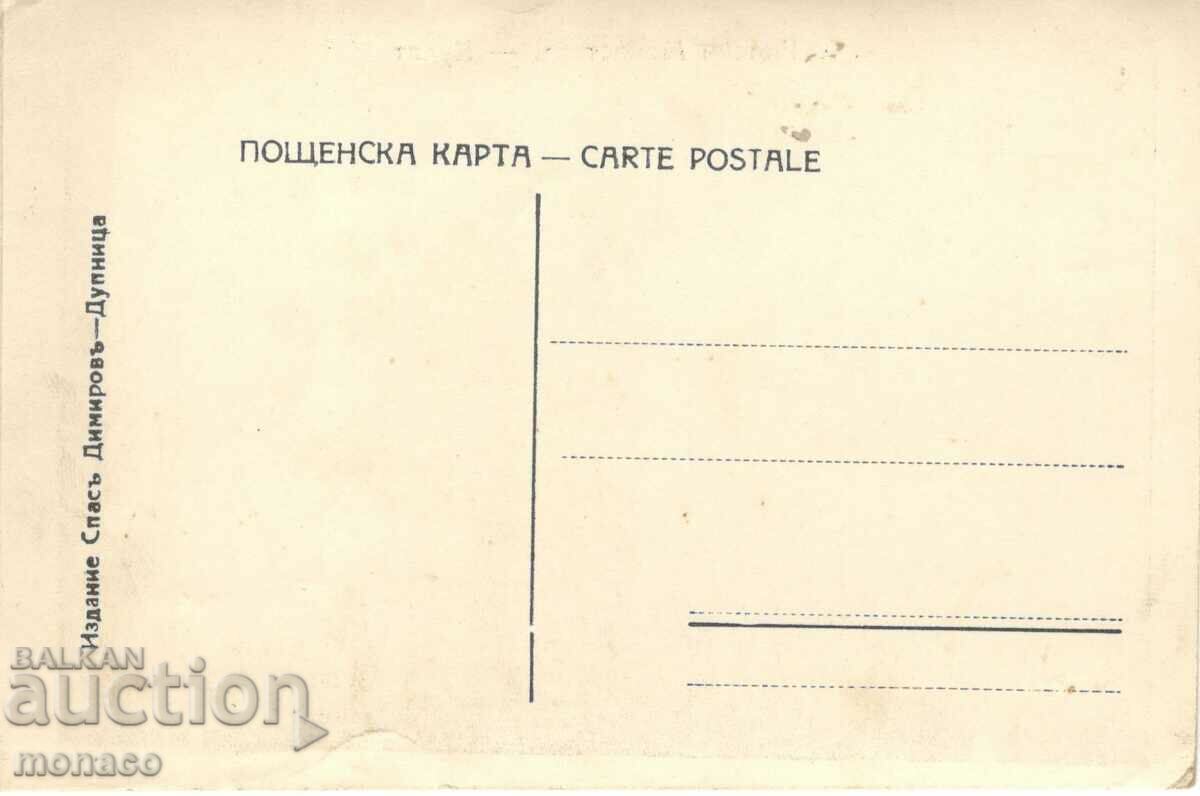 ПОЩЕНСКА КАРТА — CARTE POSTALE
Издание Спасъ Димировъ—Дупница
BALKAN
auction
monaco